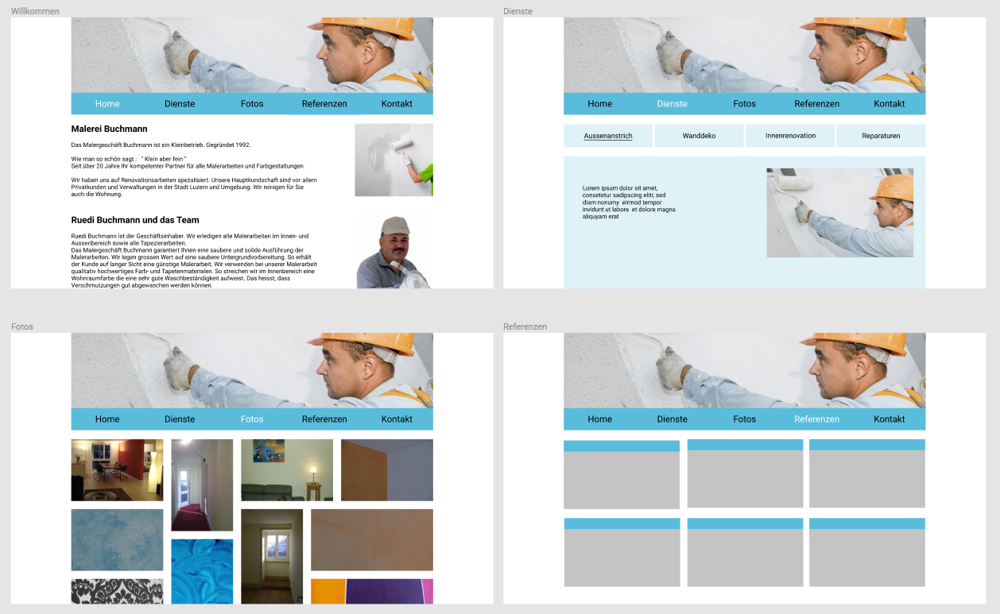 Willkommen
Home Dienste Fotos Referenzen Kontakt
Malerei Buchmann
Das Malergeschäft Buchmann ist ein Kleinbetrieb. Gegründet 1992.
Wie man so schön sagt : " Klein aber fein "
Seit über 20 Jahre Ihr kompetenter Partner für alle Malerarbeiten und Farbgestaltungen.
Wir haben uns auf Renovationsarbeiten spezialisiert. Unsere Hauptkundschaft sind vor allem
Privatkunden und Verwaltungen in der Stadt Luzern und Umgebung. Wir reinigen für Sie
auch die Wohnung.
Ruedi Buchmann und das Team
Ruedi Buchmann ist der Geschäftsinhaber. Wir erledigen alle Malerarbeiten im Innen- und
Aussenbereich sowie alle Tapezierarbeiten.
Das Malergeschäft Buchmann garantiert Ihnen eine saubere und solide Ausführung der
Malerarbeiten. Wir legen grossen Wert auf eine saubere Untergrundvorbereitung. So erhält
der Kunde auf langer Sicht eine günstige Malerarbeit. Wir verwenden bei unserer Malerarbeit
qualitativ hochwertiges Farb- und Tapetenmaterialen. So streichen wir im Innenbereich eine
Wohnraumfarbe die eine sehr gute Waschbeständigkeit aufweist. Das heisst, dass
Verschmutzungen gut abgewaschen werden können.
Dienste
Home Dienste Fotos Referenzen Kontakt
Aussenanstrich Wanddeko Innenrenovation Reparaturen
Lorem ipsum dolor sit amet,
consetetur sadipscing elitr, sed
diam nonumy eirmod tempor
invidunt ut labore et dolore magna
aliquyam erat
Fotos
Home Dienste Fotos Referenzen Kontakt
Referenzen
Home Dienste Fotos Referenzen Kontakt